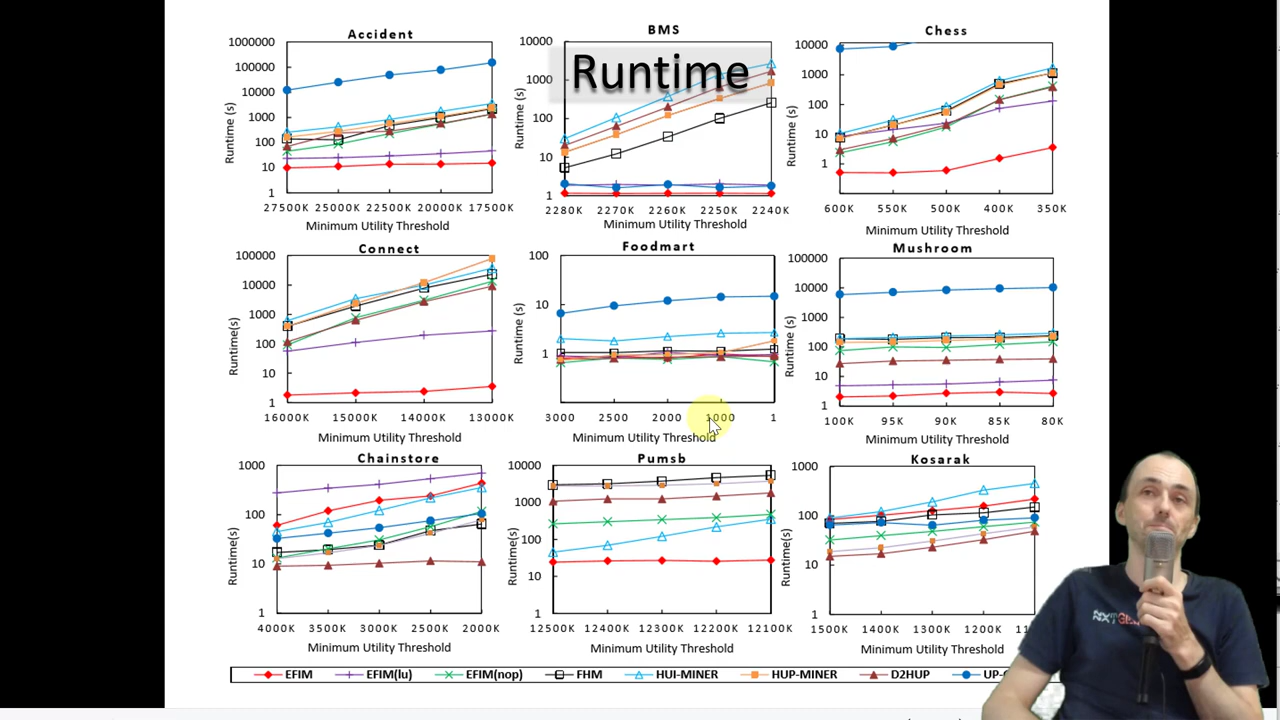 Accident
1000000
100000
10000
1000
100
10
1
Runtime (s)
27500K 25000K 22500K 20000K 17500K
Minimum Utility Threshold
BMS
Runtime
10000
1000
100
10
1
Runtime (s)
2280K 2270K 2260K 2250K 2240K
Minimum Utility Threshold
Chess
10000
1000
100
10
1
Runtime (s)
600K 550K 500K 400K 350K
Minimum Utility Threshold
Connect
100000
10000
1000
100
10
1
Runtime(s)
16000K 15000K 14000K 13000K
Minimum Utility Threshold
Foodmart
100
10
1
Runtime (s)
3000 2500 2000 1000 1
Minimum Utility Threshold
Mushroom
100000
10000
1000
100
10
1
Runtime (s)
100K 95K 90K 85K 80K
Minimum Utility Threshold
Chainstore
1000
100
10
1
Runtime(s)
4000K 3500K 3000K 2500K 2000K
Minimum Utility Threshold
Pumsb
10000
1000
100
10
1
Runtime(s)
12500K 12400K 12300K 12200K 12100K
Minimum Utility Threshold
Kosarak
1000
100
10
1
Runtime(s)
1500K 1400K 1300K 1200K
Minimum Utility Threshold
EFIM EFIM(lu) EFIM(nop) FHM HUI-MINER HUP-MINER D2HUP